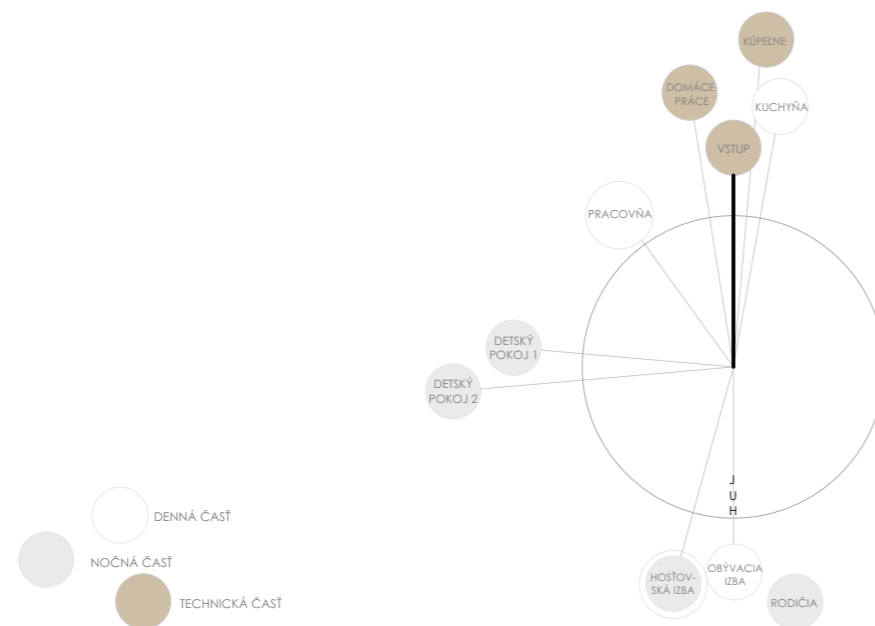 KÚPEĽNE
DOMÁCE
PRÁCE
KUCHYŇA
VSTUP
PRACOVŇA
DETSKÝ
POKOJ 1
DETSKÝ
POKOJ 2
J
U
H
HOSŤOV-
SKÁ IZBA
OBÝVACIA
IZBA
RODIČIA
DENNÁ ČASŤ
NOČNÁ ČASŤ
TECHNICKÁ ČASŤ